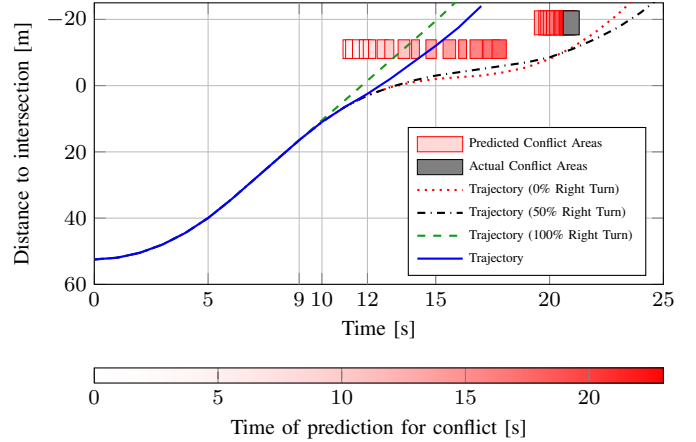 −20
0
20
40
60
Distance to intersection [m]
0 5 9 10 12 15 20 25
Time [s]
Predicted Conflict Areas
Actual Conflict Areas
Trajectory (0% Right Turn)
Trajectory (50% Right Turn)
Trajectory (100% Right Turn)
Trajectory
0 5 10 15 20
Time of prediction for conflict [s]